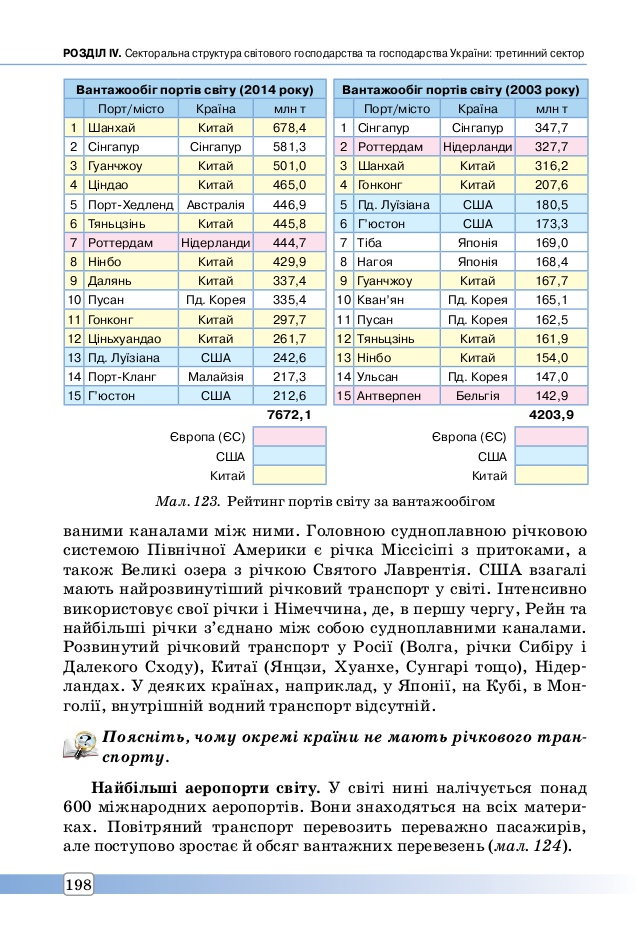 РОЗДІЛ IV. Секторальна структура світового господарства та господарства України: третинний сектор
Вантажообіг портів світу (2014 року)
Порт/місто Країна млн т
1 Шанхай Китай 678,4
2 Сінгапур Сінгапур 581,3
3 Гуанчжоу Китай 501,0
4 Ціндао Китай 465,0
5 Порт-Хедленд Австралія 446,9
6 Тяньцзінь Китай 445,8
7 Роттердам Нідерланди 444,7
8 Нінбо Китай 429,9
9 Далянь Китай 337,4
10 Пусан Пд. Корея 335,4
11 Гонконг Китай 297,7
12 Ціньхуандао Китай 261,7
13 Пд. Луїзіана США 242,6
14 Порт-Кланг Малайзія 217,3
15 Г’юстон США 212,6
7672,1
Європа (ЄС)
США
Китай
Вантажообіг портів світу (2003 року)
Порт/місто Країна млн т
1 Сінгапур Сінгапур 347,7
2 Роттердам Нідерланди 327,7
3 Шанхай Китай 316,2
4 Гонконг Китай 207,6
5 Пд. Луїзіана США 180,5
6 Г’юстон США 173,3
7 Тіба Японія 169,0
8 Нагоя Японія 168,4
9 Гуанчжоу Китай 167,7
10 Кван’ян Пд. Корея 165,1
11 Пусан Пд. Корея 162,5
12 Тяньцзінь Китай 161,9
13 Нінбо Китай 154,0
14 Ульсан Пд. Корея 147,0
15 Антверпен Бельгія 142,9
4203,9
Європа (ЄС)
США
Китай
Мал. 123. Рейтинг портів світу за вантажообігом
ваними каналами між ними. Головною судноплавною річковою
системою Північної Америки є річка Міссісіпі з притоками, а
також Великі озера з річкою Святого Лаврентія. США взагалі
мають найрозвинутіший річковий транспорт у світі. Інтенсивно
використовує свої річки і Німеччина, де, в першу чергу, Рейн та
найбільші річки з’єднано між собою судноплавними каналами.
Розвинутий річковий транспорт у Росії (Волга, річки Сибіру і
Далекого Сходу), Китаї (Янцзи, Хуанхе, Сунгарі тощо), Нідер-
ландах. У деяких країнах, наприклад, у Японії, на Кубі, в Мон-
голії, внутрішній водний транспорт відсутній.
Поясніть, чому окремі країни не мають річкового тран-
спорту.
Найбільші аеропорти світу. У світі нині налічується понад
600 міжнародних аеропортів. Вони знаходяться на всіх матери-
ках. Повітряний транспорт перевозить переважно пасажирів,
але поступово зростає й обсяг вантажних перевезень (мал. 124).
198